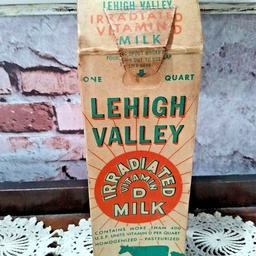 LEHIGH VALLEY
IRRADIATED
VITAMIN D
MILK
ONE QUART
LEHIGH
VALLEY
IRRADIATED
VITAMIN
D
MILK
CONTAINS MORE THAN 400
U.S.P. UNITS VITAMIN D PER QUART
HOMOGENIZED - PASTEURIZED